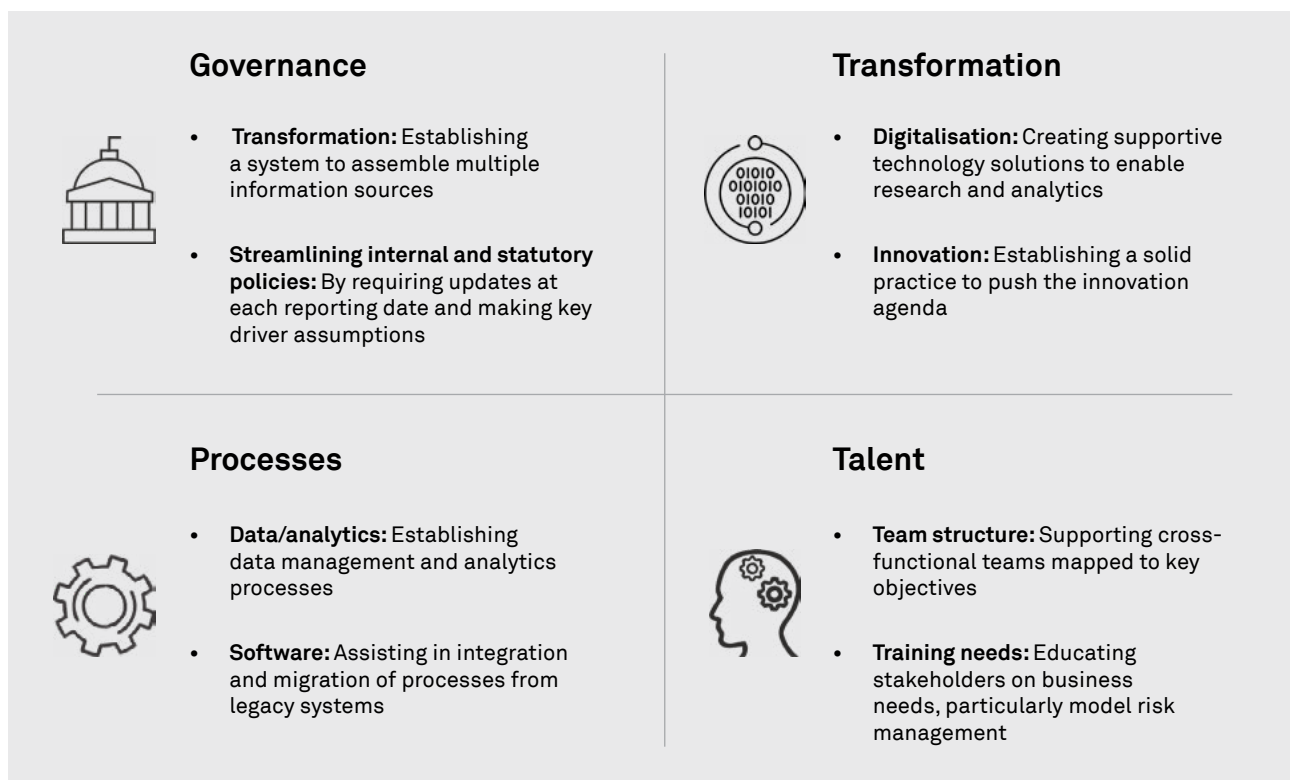 Governance
• Transformation: Establishing
a system to assemble multiple
information sources
• Streamlining internal and statutory
policies: By requiring updates at
each reporting date and making key
driver assumptions
Transformation
• Digitalisation: Creating supportive
technology solutions to enable
research and analytics
• Innovation: Establishing a solid
practice to push the innovation
agenda
01010
0101010
01010
10101
Processes
• Data/analytics: Establishing
data management and analytics
processes
• Software: Assisting in integration
and migration of processes from
legacy systems
Talent
• Team structure: Supporting cross-
functional teams mapped to key
objectives
• Training needs: Educating
stakeholders on business
needs, particularly model risk
management